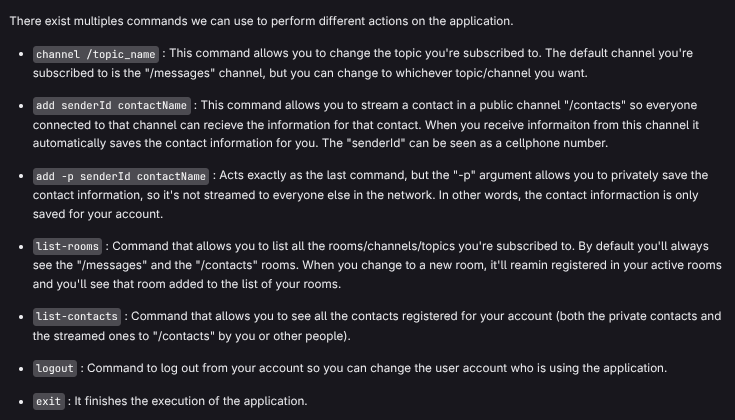 There exist multiples commands we can use to perform different actions on the application.
• channel /topic_name : This command allows you to change the topic you're subscribed to. The default channel you're
subscribed to is the "/messages" channel, but you can change to whichever topic/channel you want.
• add senderId contactName : This command allows you to stream a contact in a public channel "/contacts" so everyone
connected to that channel can recieve the information for that contact. When you receive informaiton from this channel it
automatically saves the contact information for you. The "senderId" can be seen as a cellphone number.
• add -p senderId contactName : Acts exactly as the last command, but the "-p" argument allows you to privately save the
contact information, so it's not streamed to everyone else in the network. In other words, the contact informaction is only
saved for your account.
• list-rooms : Command that allows you to list all the rooms/channels/topics you're subscribed to. By default you'll always
see the "/messages" and the "/contacts" rooms. When you change to a new room, it'll reamin registered in your active rooms
and you'll see that room added to the list of your rooms.
• list-contacts : Command that allows you to see all the contacts registered for your account (both the private contacts and
the streamed ones to "/contacts" by you or other people).
• logout : Command to log out from your account so you can change the user account who is using the application.
• exit : It finishes the execution of the application.